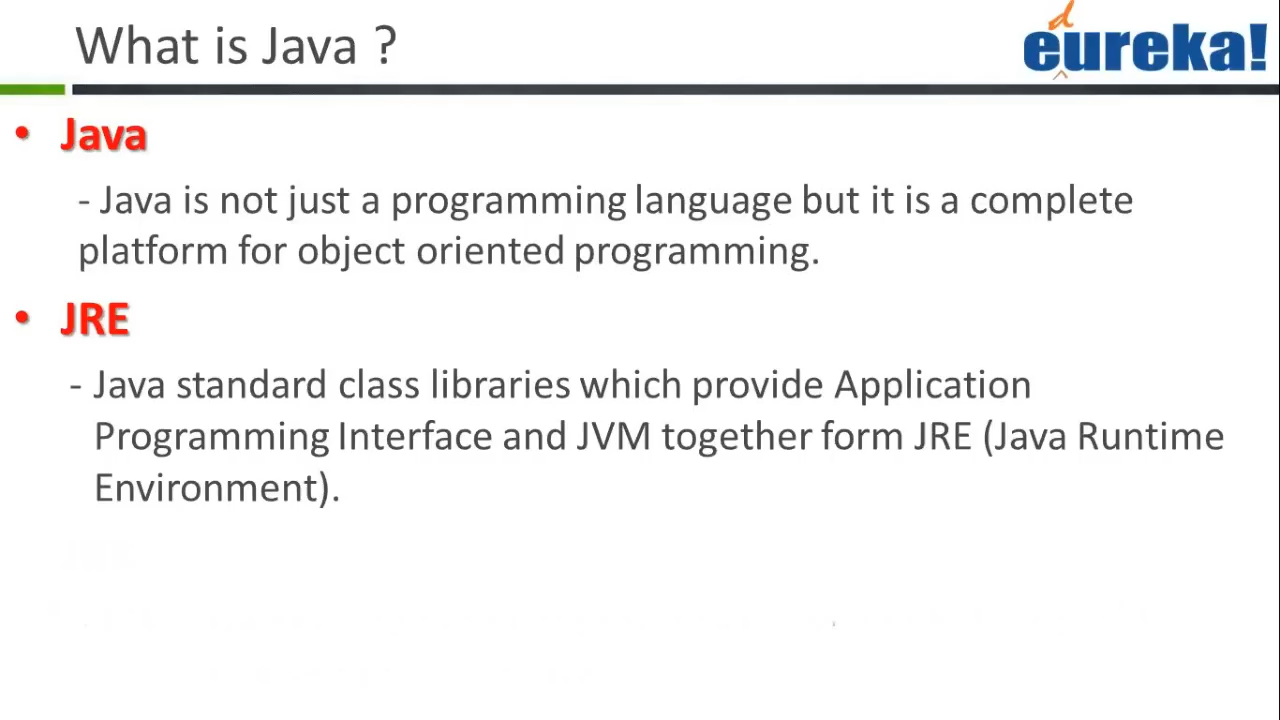 What is Java ?
edureka!
• Java
- Java is not just a programming language but it is a complete
platform for object oriented programming.
• JRE
- Java standard class libraries which provide Application
Programming Interface and JVM together form JRE (Java Runtime
Environment).